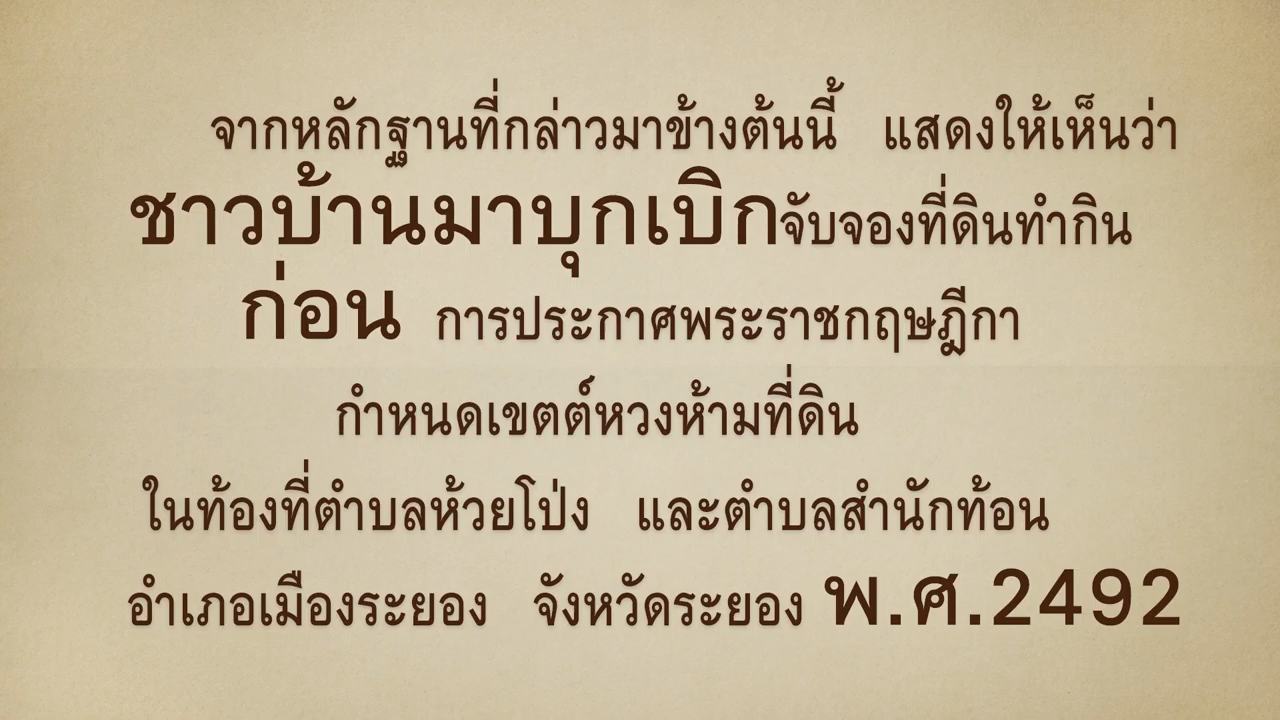 จากหลักฐานที่กล่าวมาข้างต้นนี้ แสดงให้เห็นว่า
ชาวบ้านมาบุกเบิกจับจองที่ดินทำกิน
ก่อน การประกาศพระราชกฤษฎีกา
กำหนดเขตต์หวงห้ามที่ดิน
ในท้องที่ตำบลห้วยโป่ง และตำบลสำนักท้อน
อำเภอเมืองระยอง จังหวัดระยอง พ.ศ.2492